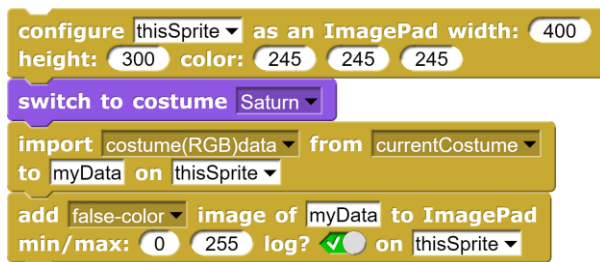 configure thisSprite as an ImagePad width: 400
height: 300 color: 245 245 245
switch to costume Saturn
import costume(RGB)data from currentCostume
to myData on thisSprite
add false-color image of myData to ImagePad
min/max: 0 255 log? on thisSprite